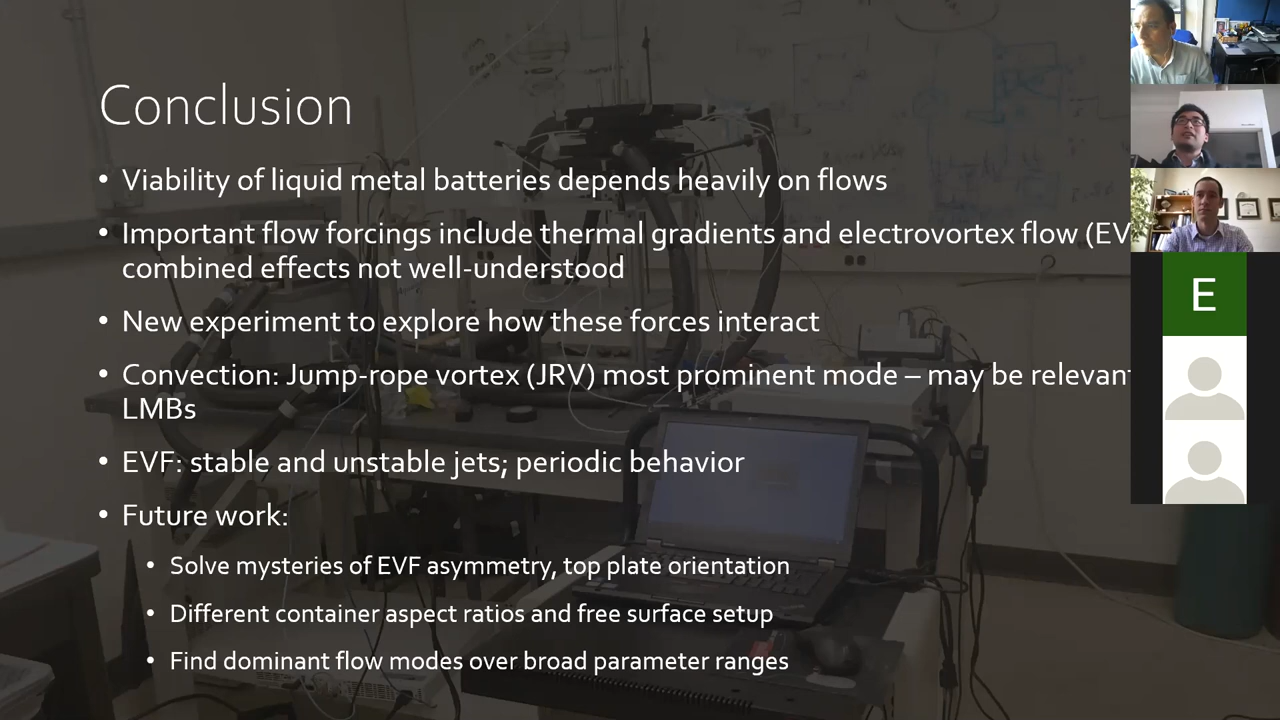 Conclusion
• Viability of liquid metal batteries depends heavily on flows
• Important flow forcings include thermal gradients and electrovortex flow (EV
combined effects not well-understood
• New experiment to explore how these forces interact
• Convection: Jump-rope vortex (JRV) most prominent mode – may be relevant
LMBs
• EVF: stable and unstable jets; periodic behavior
• Future work:
• Solve mysteries of EVF asymmetry, top plate orientation
• Different container aspect ratios and free surface setup
• Find dominant flow modes over broad parameter ranges
E